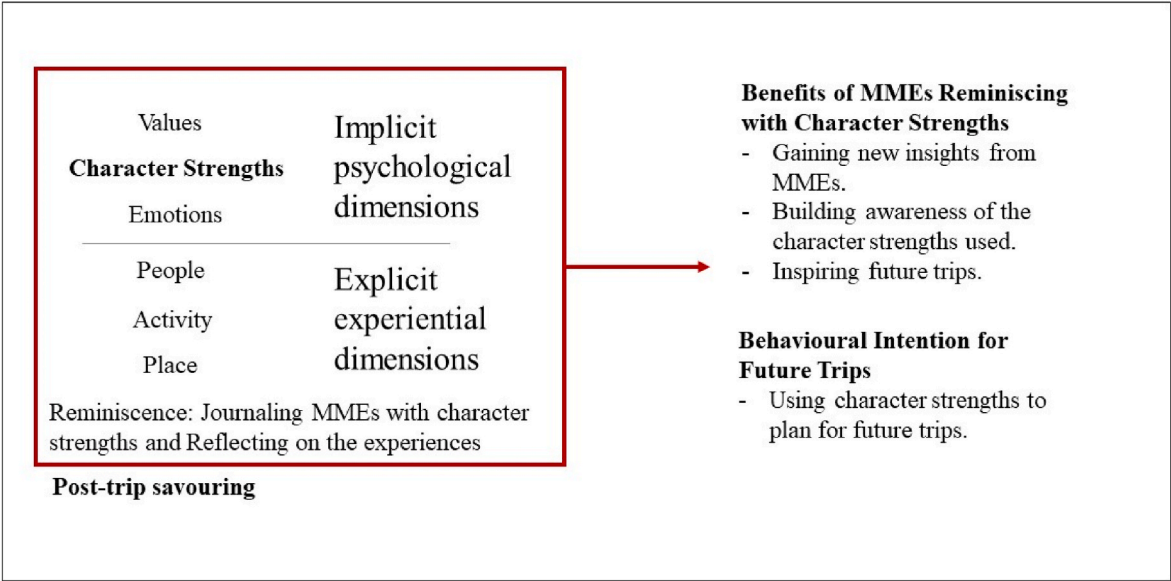 Values
Character Strengths
Emotions
Implicit
psychological
dimensions
People
Activity
Place
Explicit
experiential
dimensions
Reminiscence: Journaling MMEs with character
strengths and Reflecting on the experiences
Post-trip savouring
Benefits of MMEs Reminiscing
with Character Strengths
- Gaining new insights from
MMEs.
- Building awareness of the
character strengths used.
- Inspiring future trips.
Behavioural Intention for
Future Trips
- Using character strengths to
plan for future trips.